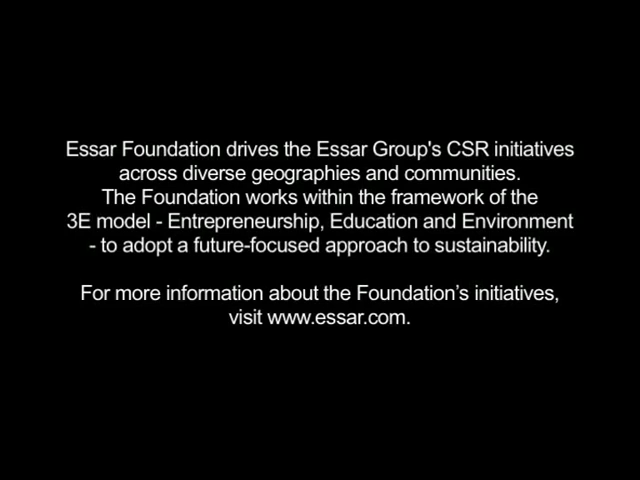 Essar Foundation drives the Essar Group's CSR initiatives
across diverse geographies and communities.
The Foundation works within the framework of the
3E model - Entrepreneurship, Education and Environment
- to adopt a future-focused approach to sustainability.
For more information about the Foundation’s initiatives,
visit www.essar.com.